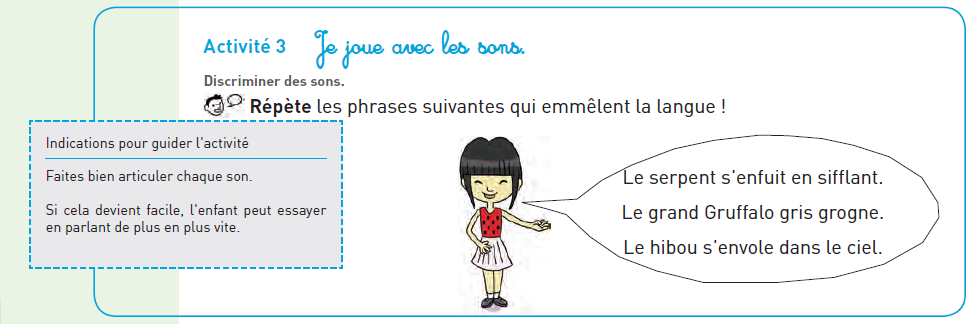 Activité 3 Je joue avec les sons.
Discriminer des sons.
Répète les phrases suivantes qui emmêlent la langue !
Indications pour guider l'activité
Faites bien articuler chaque son.
Si cela devient facile, l'enfant peut essayer
en parlant de plus en plus vite.
Le serpent s'enfuit en sifflant.
Le grand Gruffalo gris grogne.
Le hibou s'envole dans le ciel.